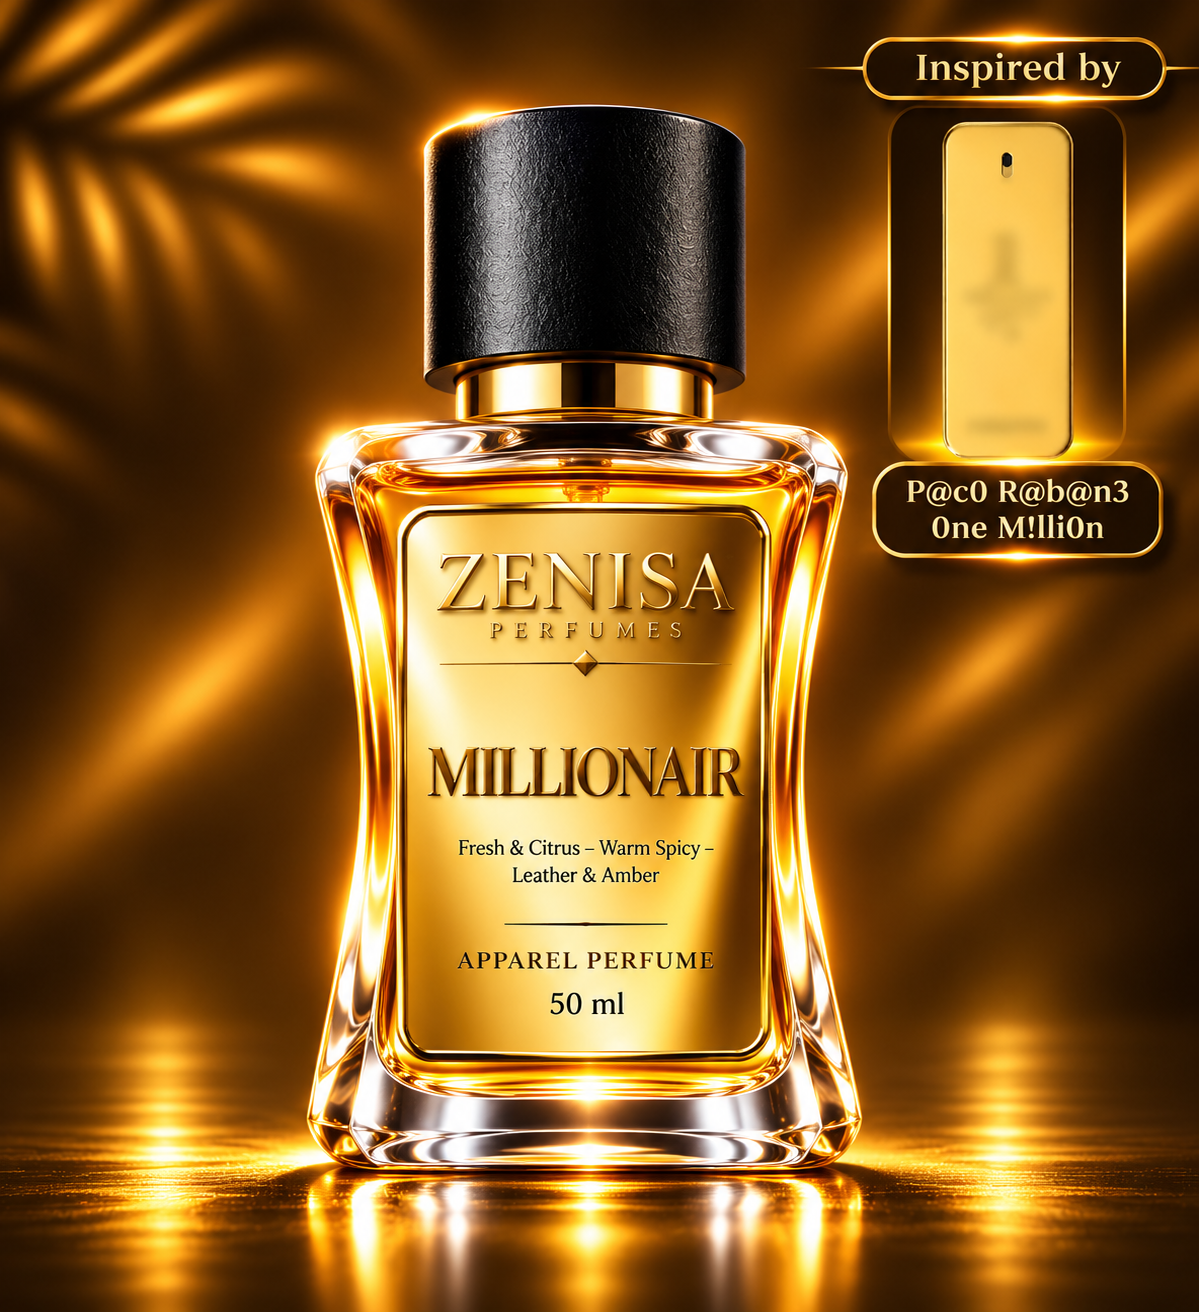 Inspired by
P@c0 R@b@n3
0ne M!lli0n
ZENISA
PERFUMES
MILLIONAIR
Fresh & Citrus – Warm Spicy –
Leather & Amber
APPAREL PERFUME
50 ml